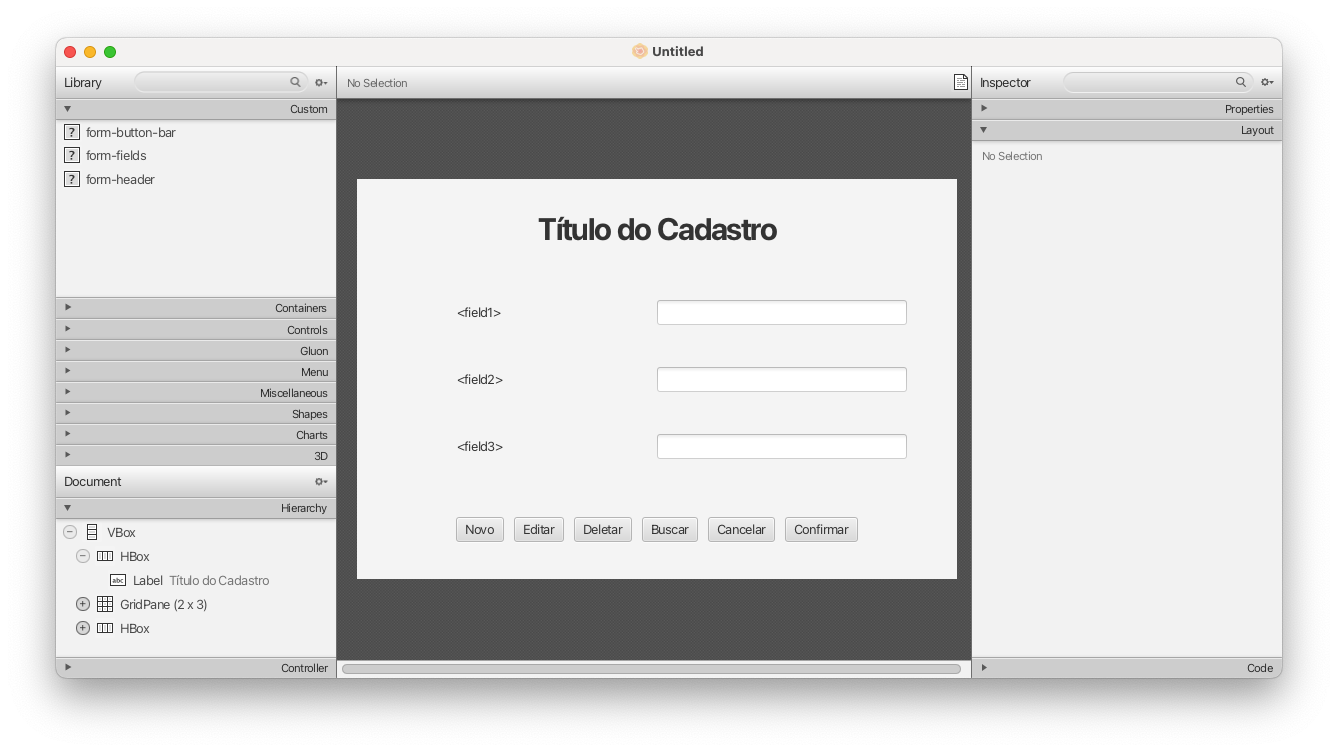 Untitled
Library
No Selection
Inspector
Custom
? form-button-bar
? form-fields
? form-header
Containers
Controls
Gluon
Menu
Miscellaneous
Shapes
Charts
3D
Document
Hierarchy
VBox
HBox
abc Label Título do Cadastro
GridPane (2 x 3)
HBox
Controller
Título do Cadastro
<field1>
<field2>
<field3>
Novo Editar Deletar Buscar Cancelar Confirmar
Properties
Layout
No Selection
Code